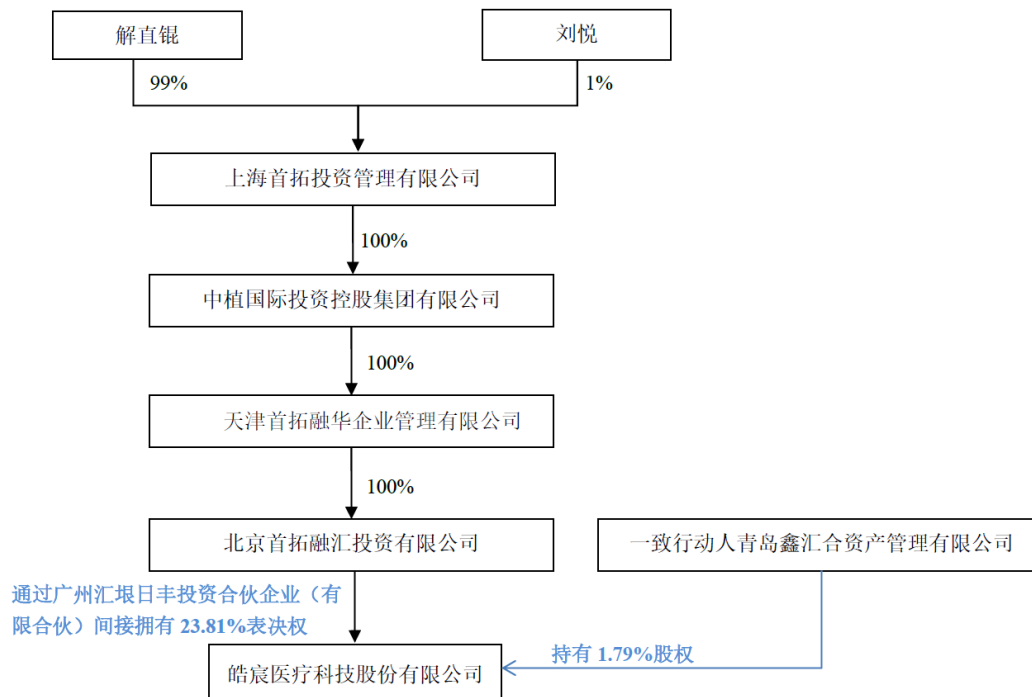 解直锟
刘悦
99%
1%
上海首拓投资管理有限公司
100%
中植国际投资控股集团有限公司
100%
天津首拓融华企业管理有限公司
100%
北京首拓融汇投资有限公司
一致行动人青岛鑫汇合资产管理有限公司
通过广州汇垠日丰投资合伙企业（有
限合伙）间接拥有 23.81%表决权
持有 1.79%股权
皓宸医疗科技股份有限公司